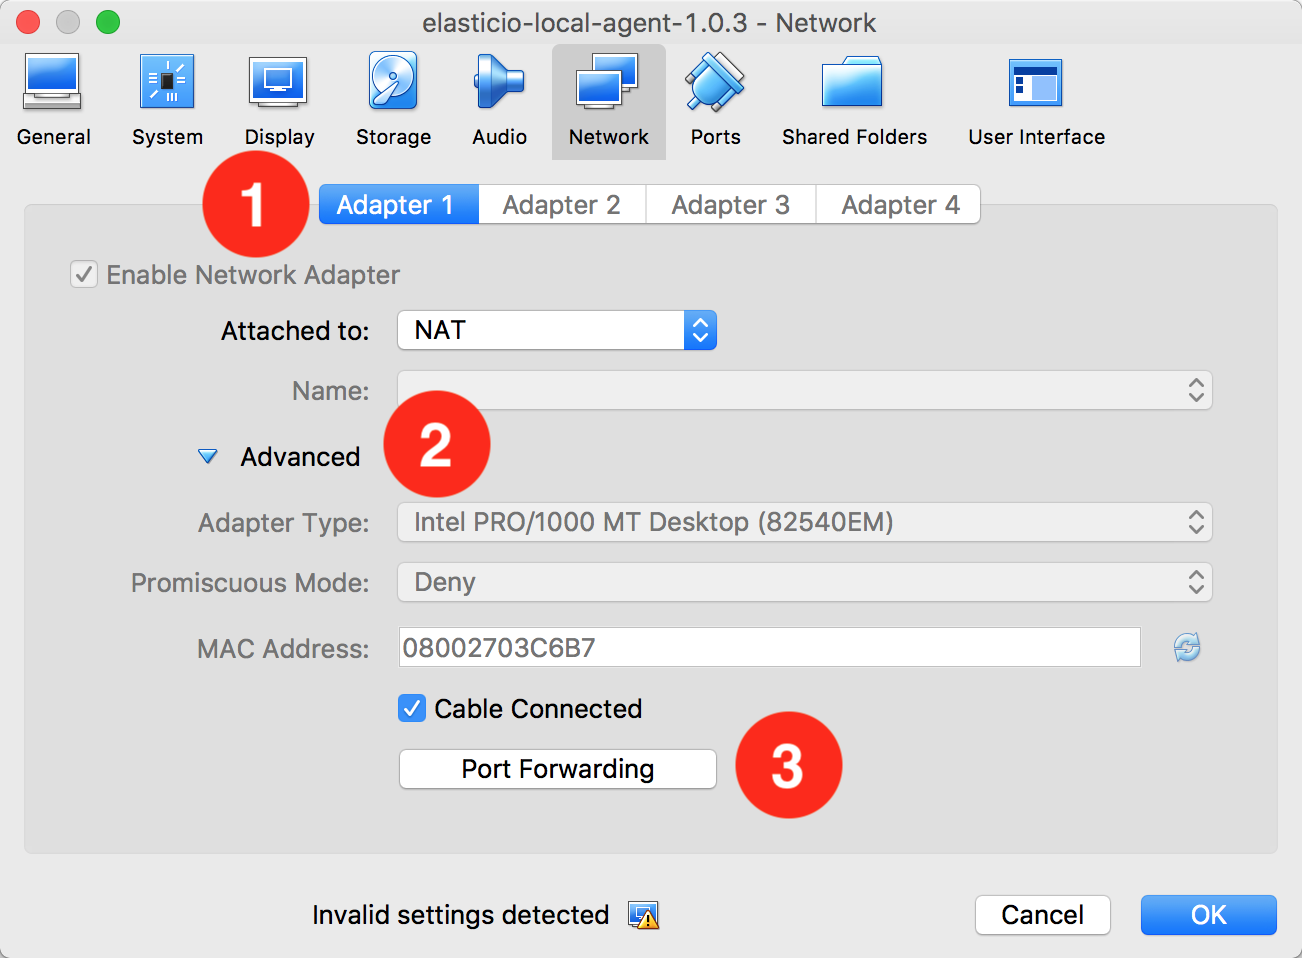 elasticio-local-agent-1.0.3 - Network
General System Display Storage Audio Network Ports Shared Folders User Interface
1 Adapter 1 Adapter 2 Adapter 3 Adapter 4
Enable Network Adapter
Attached to: NAT
Name:
Advanced 2
Adapter Type: Intel PRO/1000 MT Desktop (82540EM)
Promiscuous Mode: Deny
MAC Address: 08002703C6B7
Cable Connected
Port Forwarding 3
Invalid settings detected Cancel OK